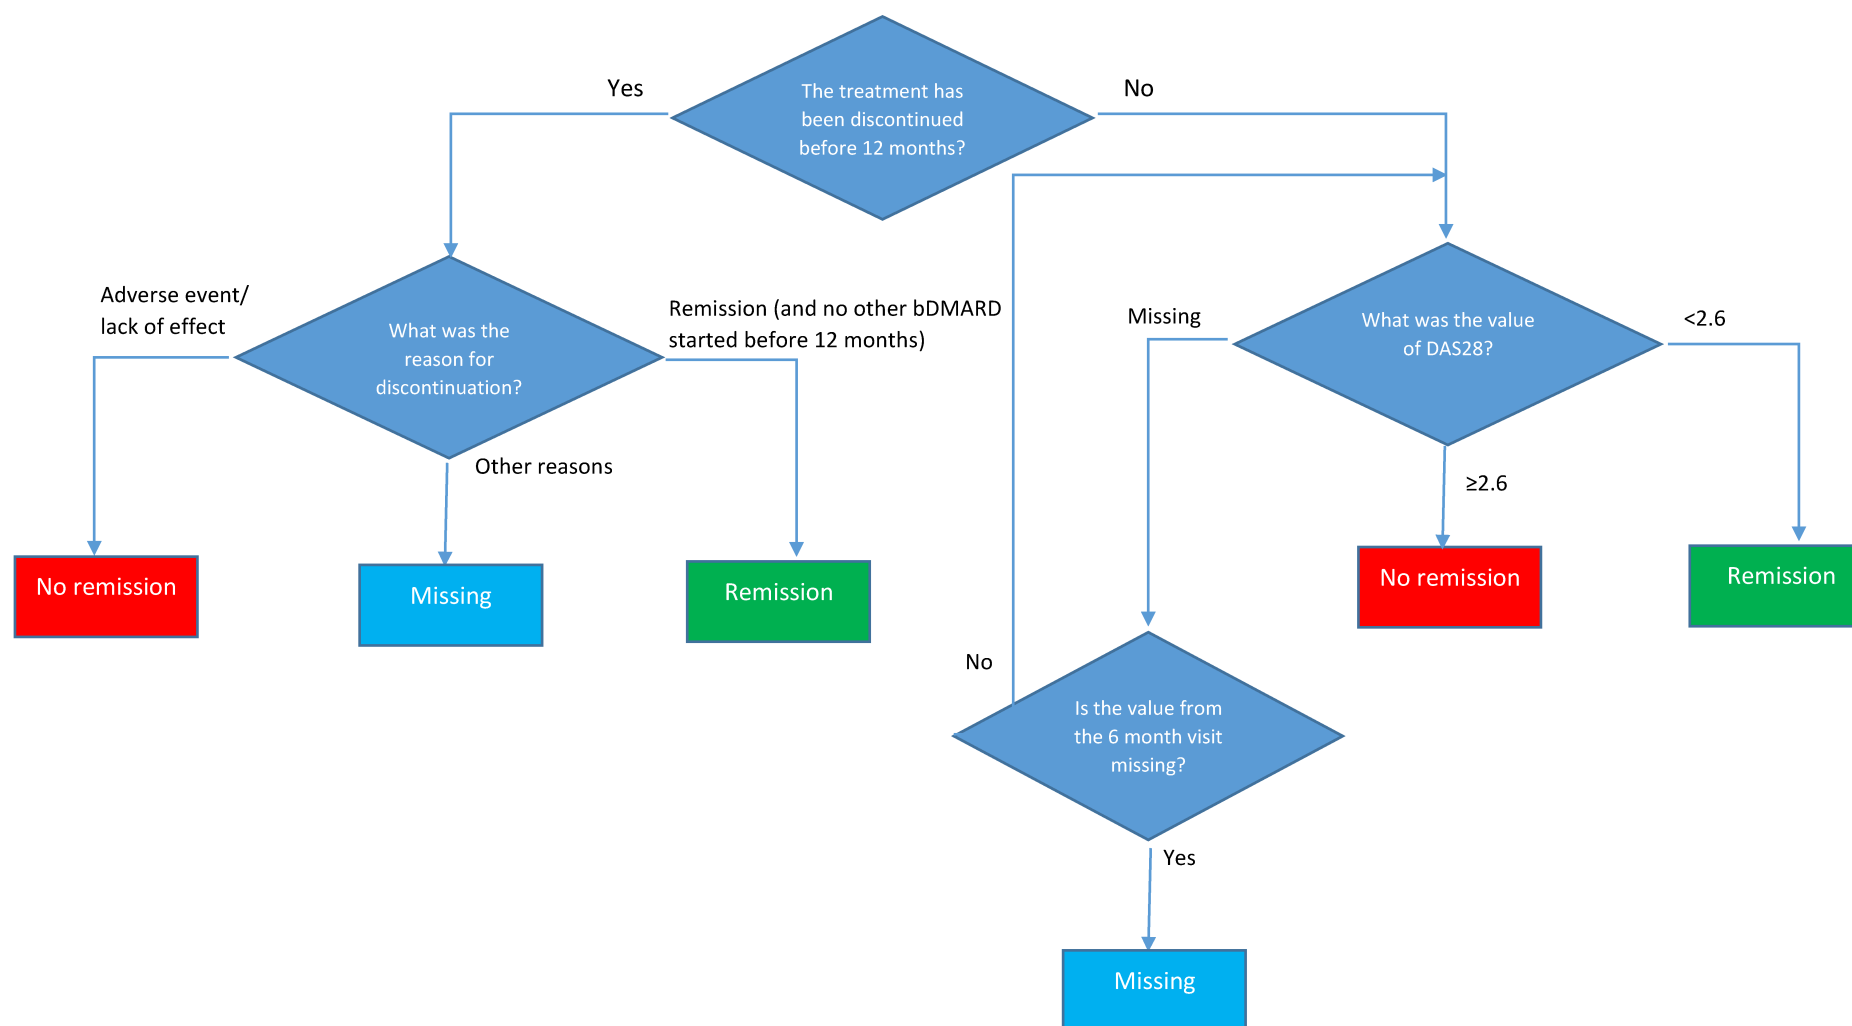 Yes
The treatment has
been discontinued
before 12 months?
No
Adverse event/
lack of effect
What was the
reason for
discontinuation?
Remission (and no other bDMARD
started before 12 months)
Other reasons
Missing
What was the value
of DAS28?
<2.6
≥2.6
No remission
Missing
Remission
No remission
Remission
No
Is the value from
the 6 month visit
missing?
Yes
Missing